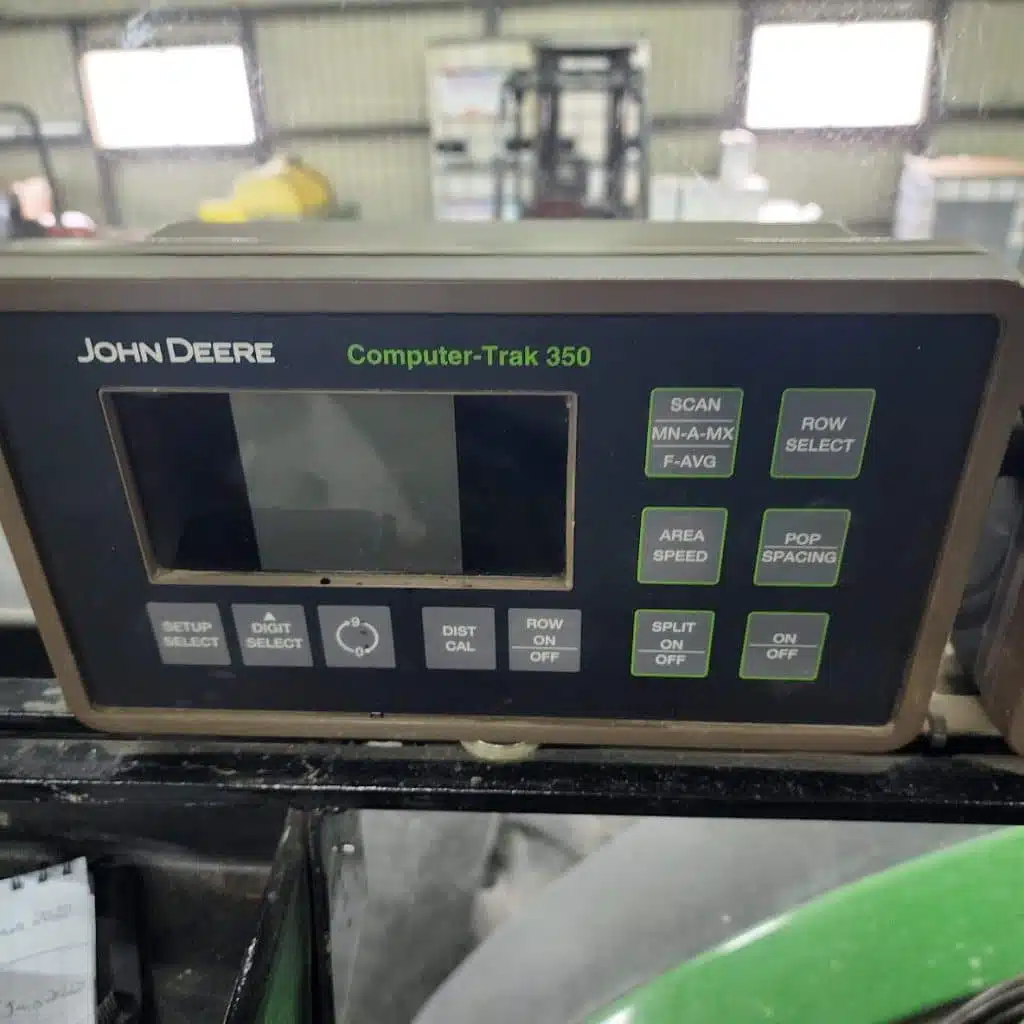 JOHN DEERE
Computer-Trak 350
SCAN
MN-A-MX
F-AVG
ROW
SELECT
AREA
SPEED
POP
SPACING
SETUP
SELECT
DIGIT
SELECT
9
0
DIST
CAL
ROW
ON
OFF
SPLIT
ON
OFF
ON
OFF